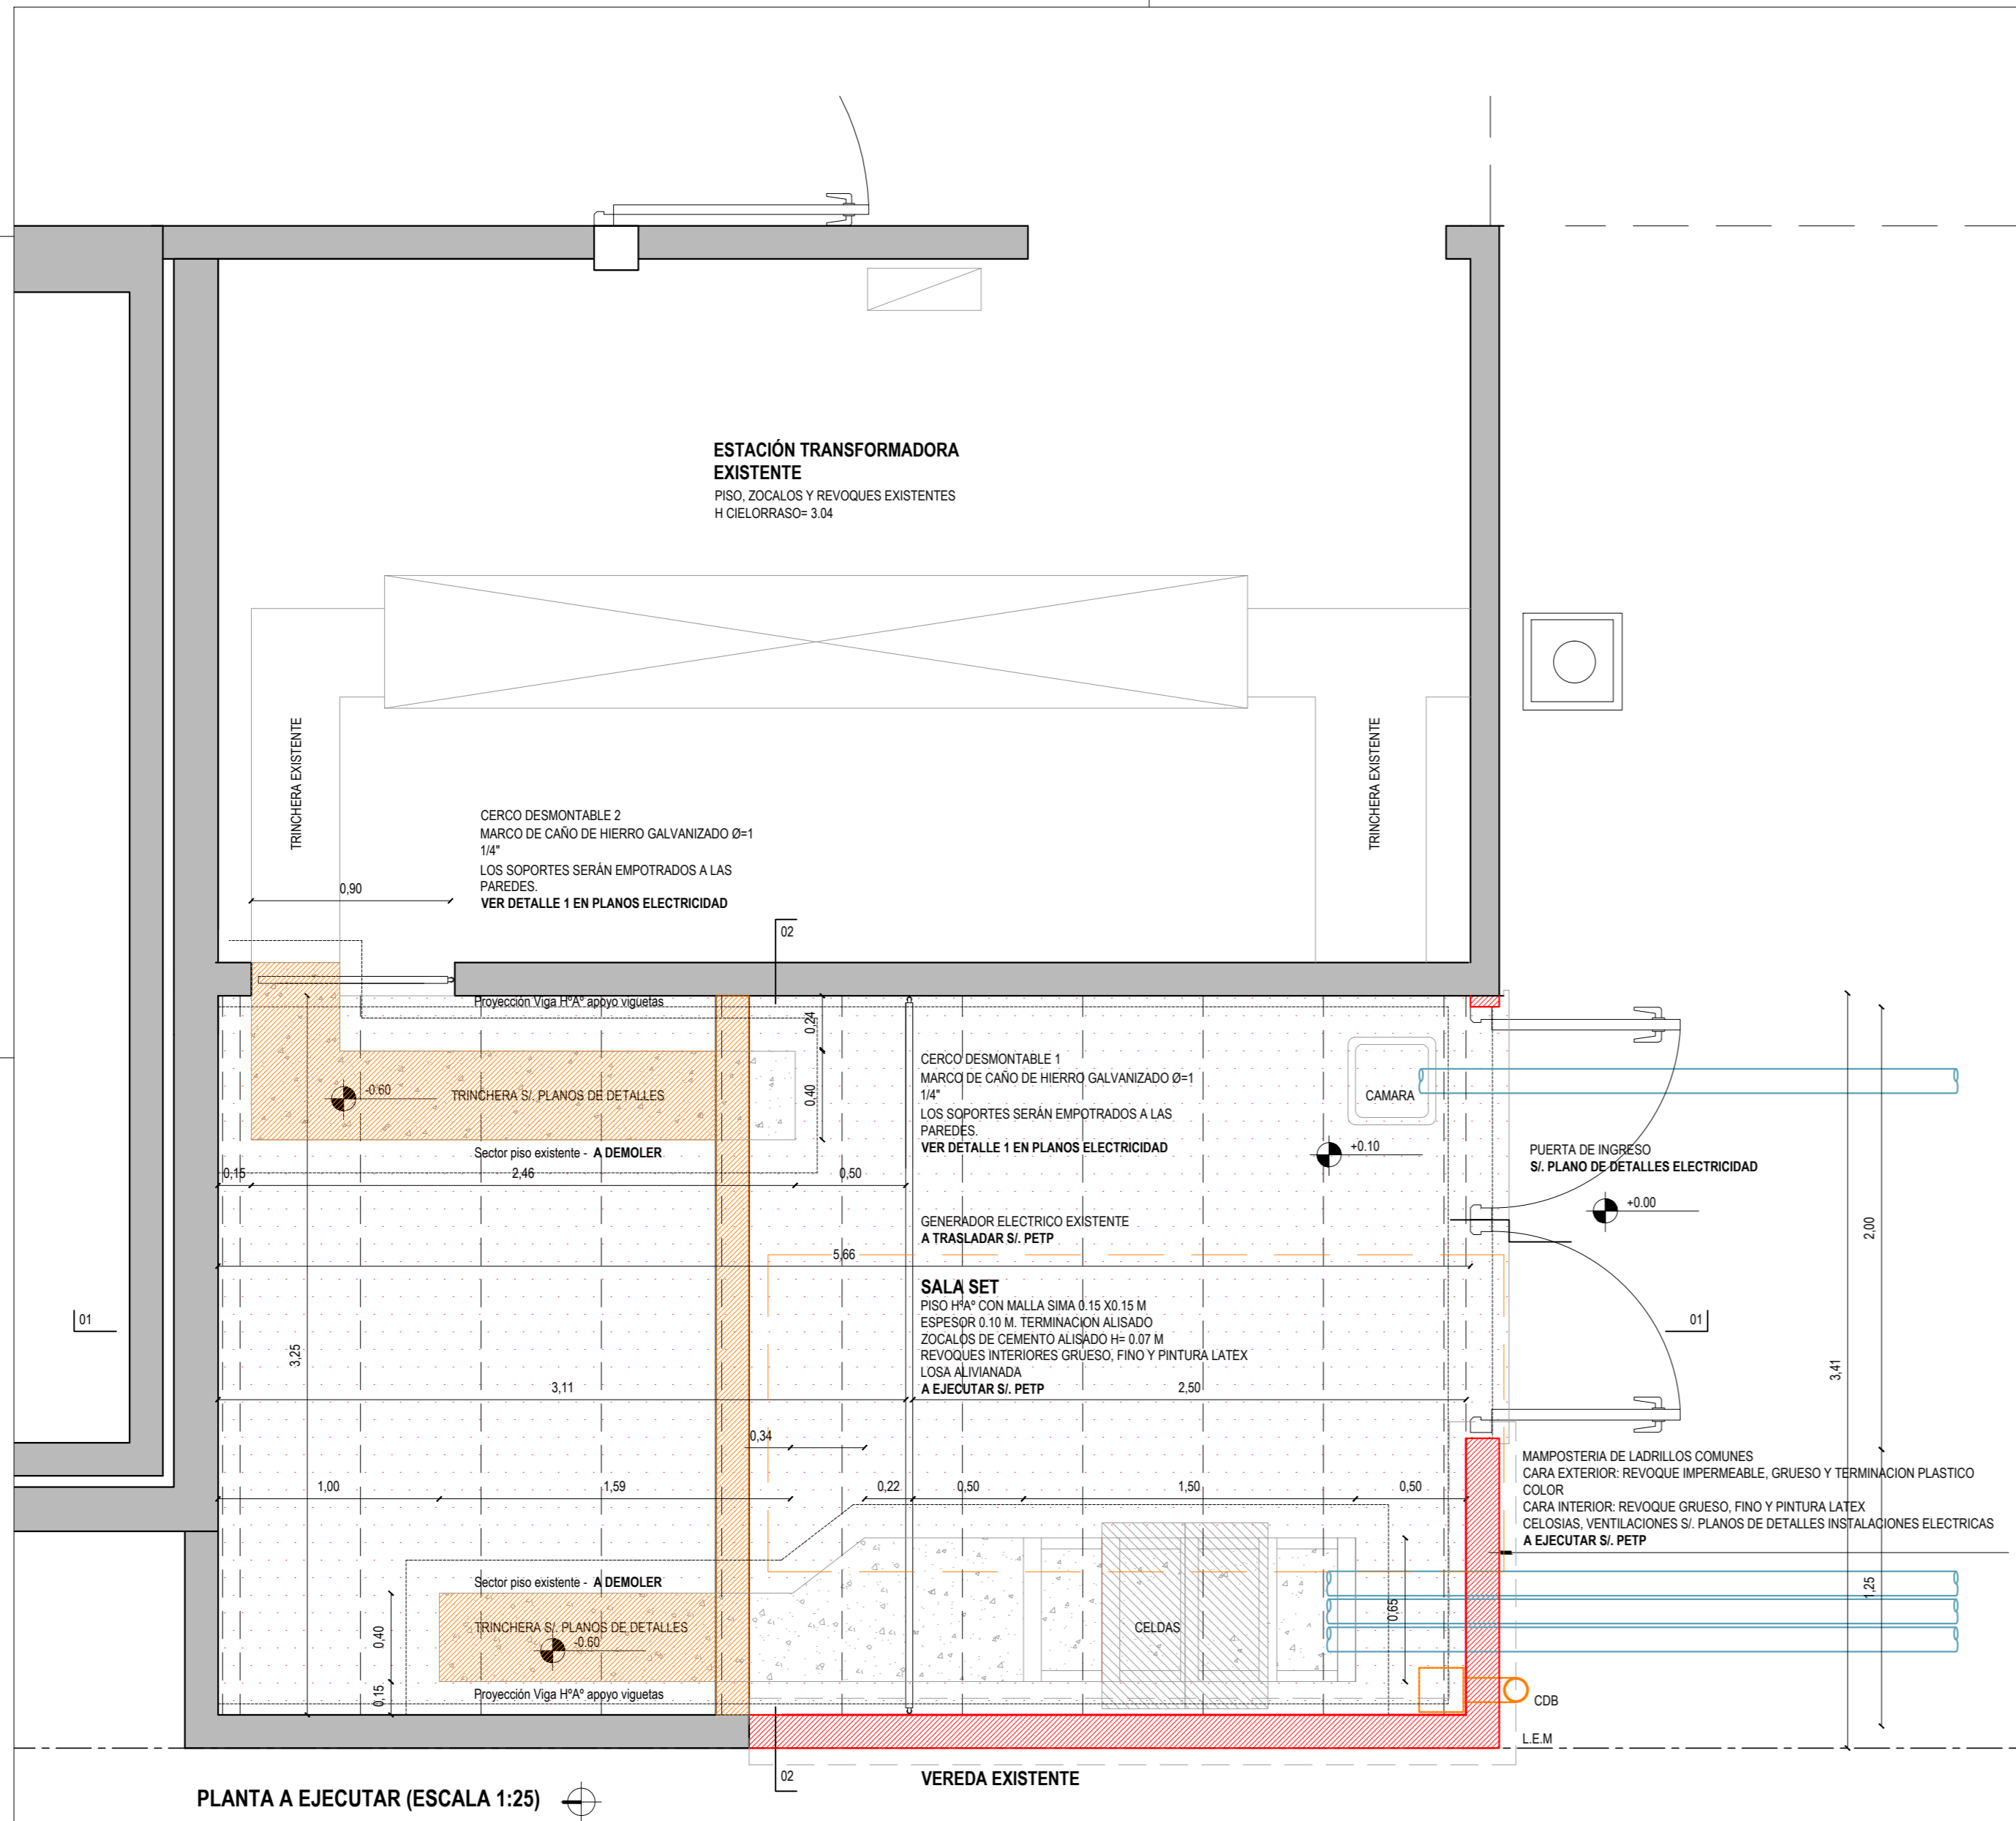 ESTACIÓN TRANSFORMADORA
EXISTENTE
PISO, ZOCALOS Y REVOQUES EXISTENTES
H CIELORRASO= 3.04
TRINCHERA EXISTENTE
TRINCHERA EXISTENTE
CERCO DESMONTABLE 2
MARCO DE CAÑO DE HIERRO GALVANIZADO Ø=1
1/4"
LOS SOPORTES SERÁN EMPOTRADOS A LAS
PAREDES.
VER DETALLE 1 EN PLANOS ELECTRICIDAD
0,90
02
Proyección Viga HºAº apoyo viguetas
0,24
0,40
-0.60
TRINCHERA S/. PLANOS DE DETALLES
Sector piso existente - A DEMOLER
0,15
2,46
0,50
CERCO DESMONTABLE 1
MARCO DE CAÑO DE HIERRO GALVANIZADO Ø=1
1/4"
LOS SOPORTES SERÁN EMPOTRADOS A LAS
PAREDES.
VER DETALLE 1 EN PLANOS ELECTRICIDAD
CAMARA
+0.10
PUERTA DE INGRESO
S/. PLANO DE DETALLES ELECTRICIDAD
+0.00
GENERADOR ELECTRICO EXISTENTE
A TRASLADAR S/. PETP
5,66
2,00
SALA SET
PISO HºAº CON MALLA SIMA 0.15 X0.15 M
ESPESOR 0.10 M. TERMINACION ALISADO
ZOCALOS DE CEMENTO ALISADO H= 0.07 M
REVOQUES INTERIORES GRUESO, FINO Y PINTURA LATEX
LOSA ALIVIANADA
A EJECUTAR S/. PETP
01
01
3,25
3,41
3,11
2,50
0,34
1,00
1,59
0,22
0,50
1,50
0,50
MAMPOSTERIA DE LADRILLOS COMUNES
CARA EXTERIOR: REVOQUE IMPERMEABLE, GRUESO Y TERMINACION PLASTICO
COLOR
CARA INTERIOR: REVOQUE GRUESO, FINO Y PINTURA LATEX
CELOSIAS, VENTILACIONES S/. PLANOS DE DETALLES INSTALACIONES ELECTRICAS
A EJECUTAR S/. PETP
Sector piso existente - A DEMOLER
TRINCHERA S/. PLANOS DE DETALLES
-0.60
0,40
0,15
Proyección Viga HºAº apoyo viguetas
CELDAS
0,65
1,25
CDB
L.E.M
02
VEREDA EXISTENTE
PLANTA A EJECUTAR (ESCALA 1:25)